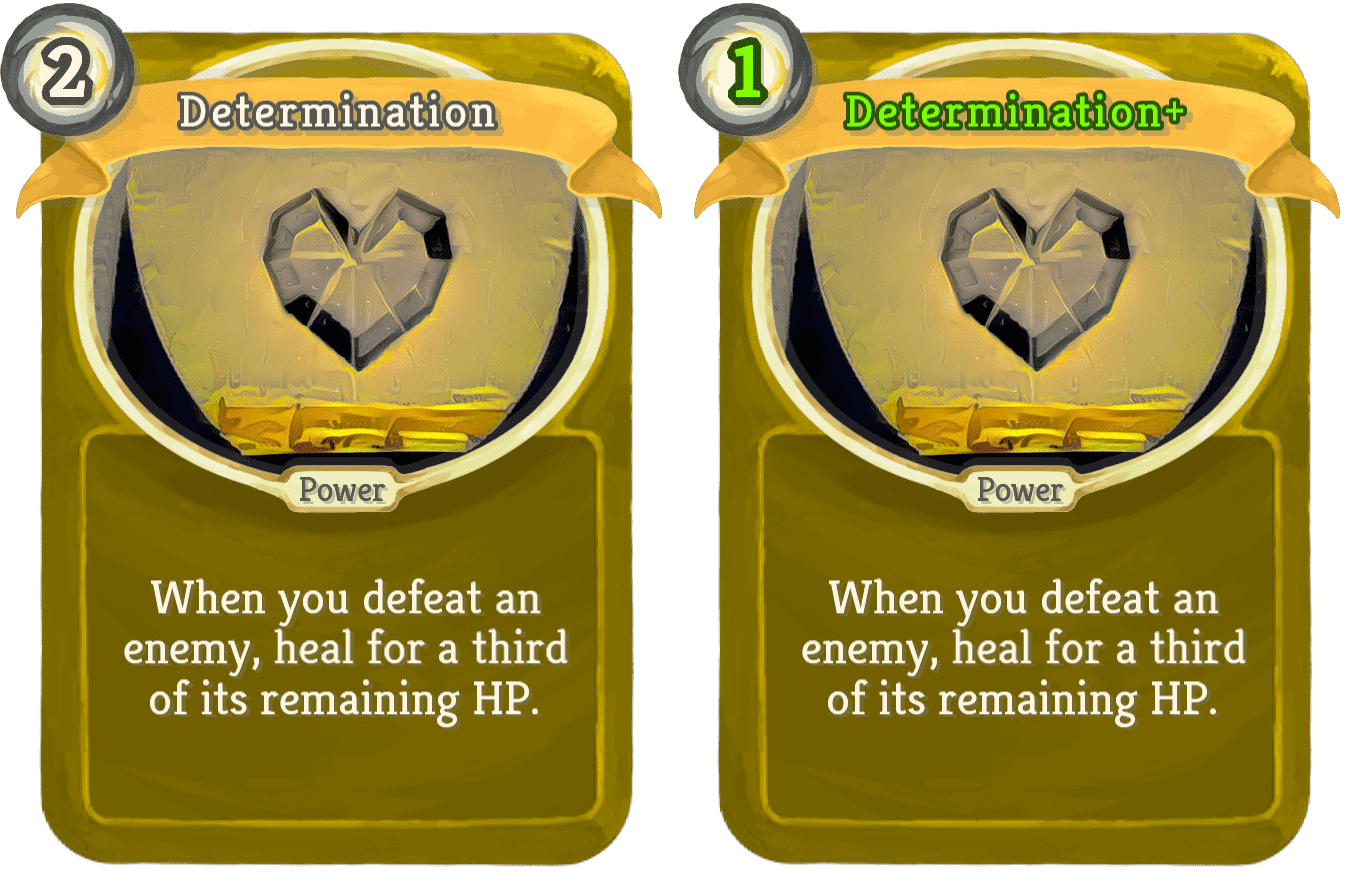 2
Determination
Power
When you defeat an
enemy, heal for a third
of its remaining HP.
1
Determination+
Power
When you defeat an
enemy, heal for a third
of its remaining HP.